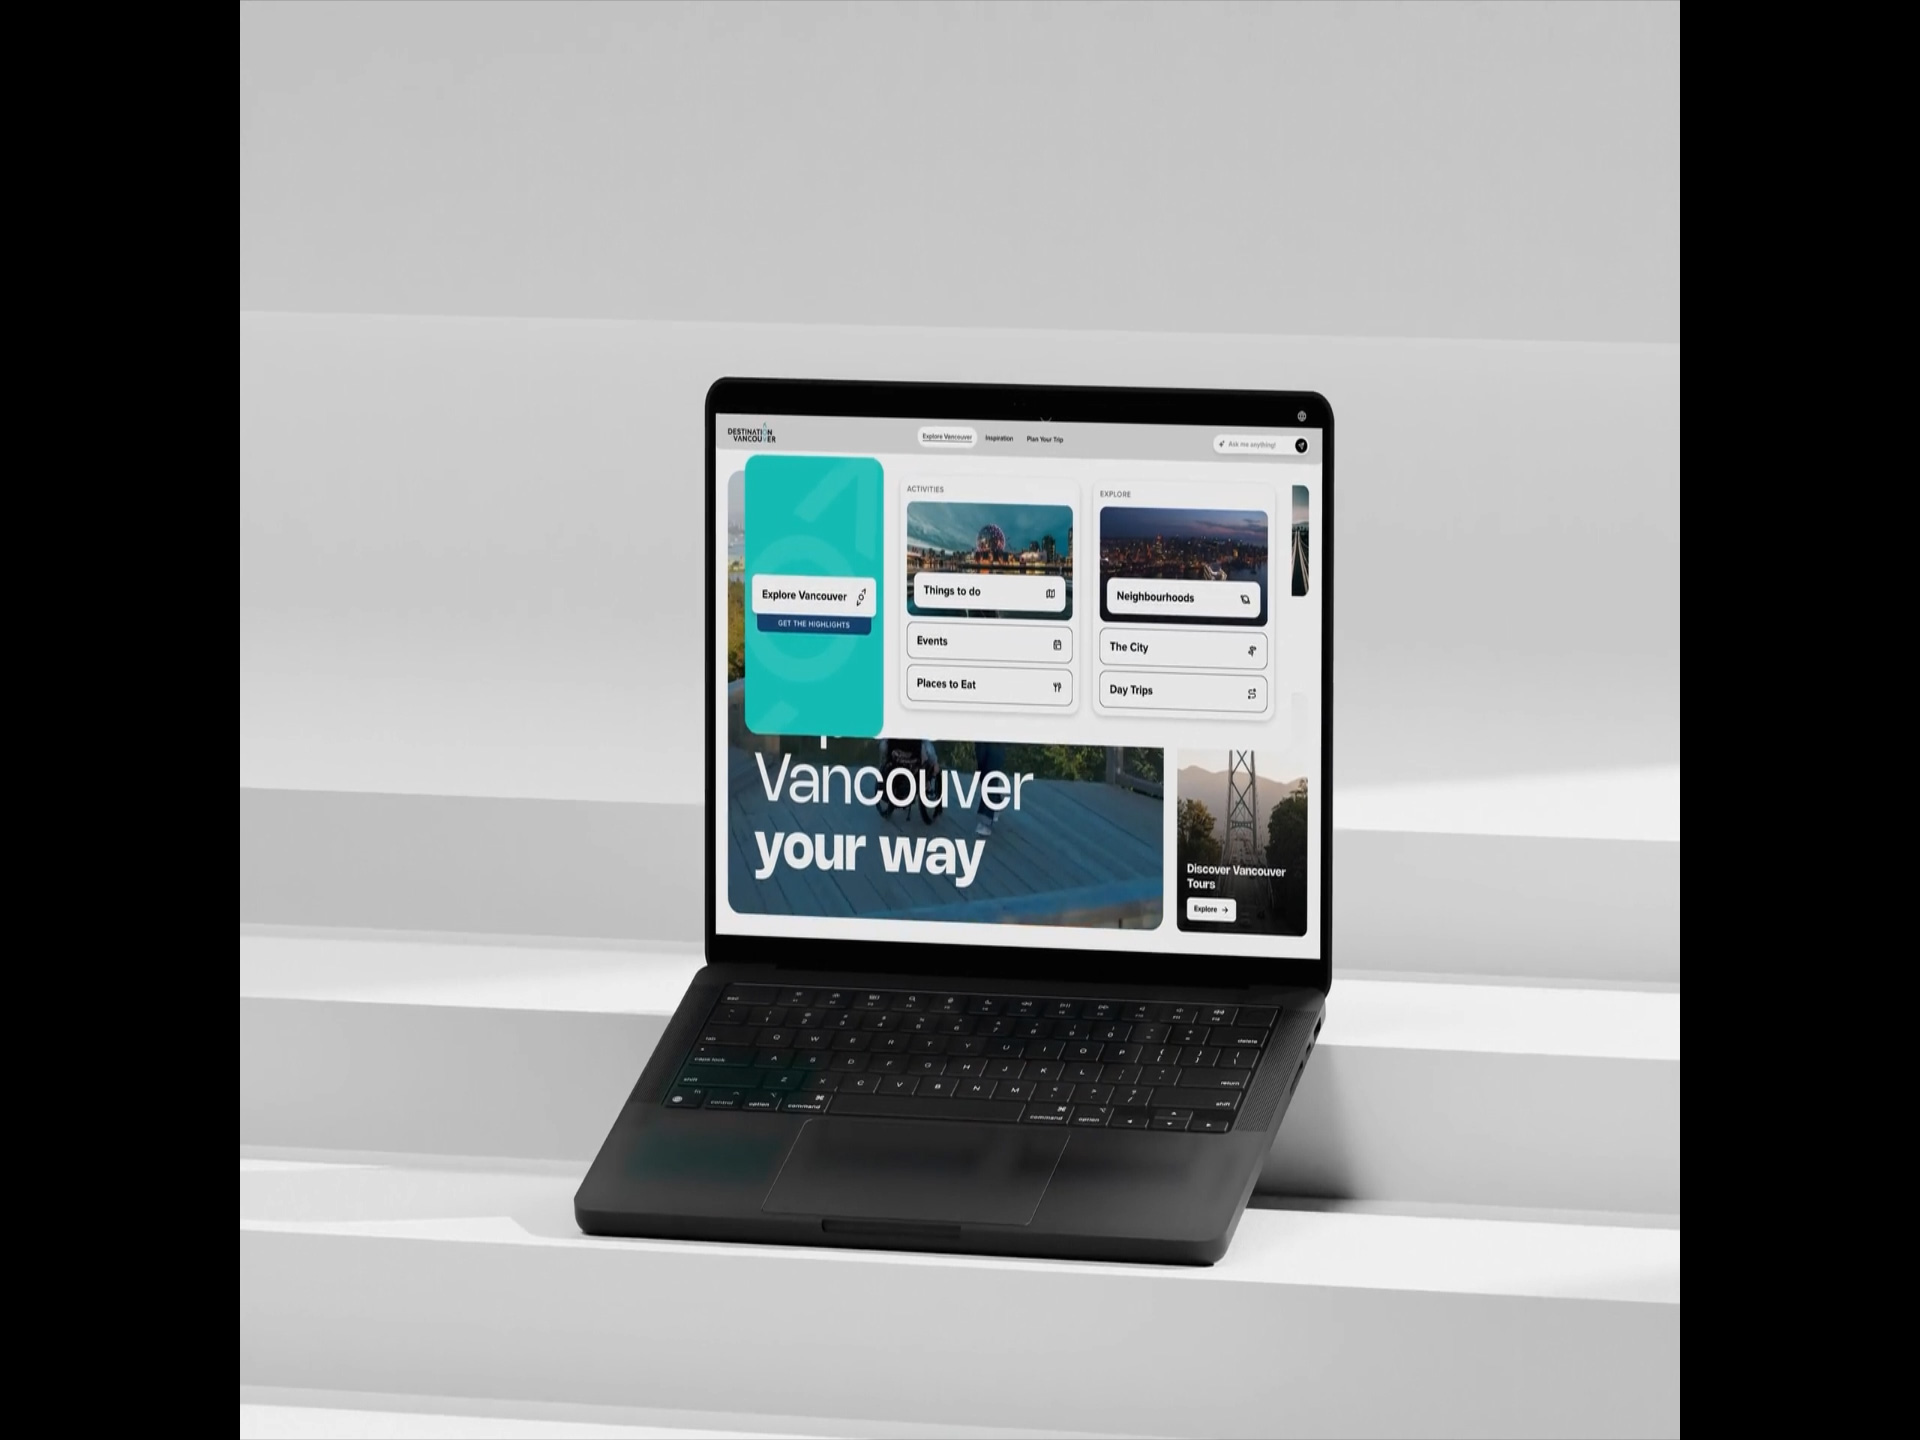 DESTINATION
VANCOUVER
Explore Vancouver
Inspiration
Plan Your Trip
Ask me anything!
Explore Vancouver
GET THE HIGHLIGHTS
ACTIVITIES
Things to do
Events
Places to Eat
EXPLORE
Neighbourhoods
The City
Day Trips
Vancouver
your way
Discover Vancouver
Tours
Explore →
esc
delete
tab
Q W E R T Y U I O P
caps lock
A S D F G H J K L
return
shift
Z X C V B N M
shift
fn
control
option
command
command
option